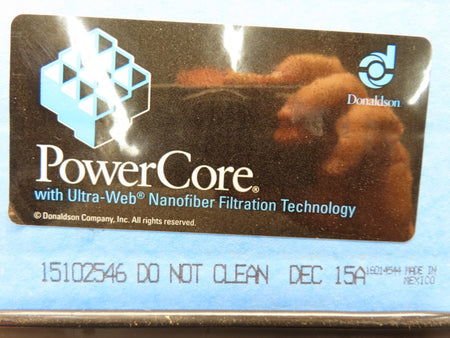 Donaldson
PowerCore®
with Ultra-Web® Nanofiber Filtration Technology
© Donaldson Company, Inc. All rights reserved.
15102546 DO NOT CLEAN DEC 15A 16014544 MADE IN
MEXICO